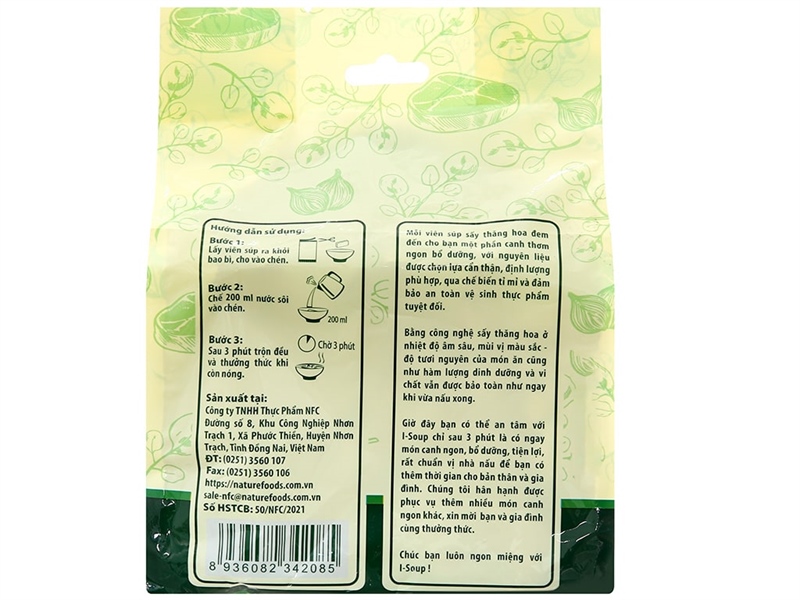 Hướng dẫn sử dụng:
Bước 1:
Lấy viên súp ra khỏi
bao bì, cho vào chén.
Bước 2:
Chế 200 ml nước sôi
vào chén.
200 ml
Bước 3:
Sau 3 phút trộn đều
và thưởng thức khi
còn nóng.
Chờ 3 phút
Sản xuất tại:
Công ty TNHH Thực Phẩm NFC
Đường số 8, Khu Công Nghiệp Nhơn
Trạch 1, Xã Phước Thiền, Huyện Nhơn
Trạch, Tỉnh Đồng Nai, Việt Nam
ĐT: (0251) 3560 107
Fax: (0251) 3560 106
https://naturefoods.com.vn
sale-nfc@naturefoods.com.vn
Số HSTCB: 50/NFC/2021
8 936082 342085
Mỗi viên súp sấy thăng hoa đem
đến cho bạn một phần canh thơm
ngon bổ dưỡng, với nguyên liệu
được chọn lựa cẩn thận, định lượng
phù hợp, qua chế biến tỉ mỉ và đảm
bảo an toàn vệ sinh thực phẩm
tuyệt đối.
Bằng công nghệ sấy thăng hoa ở
nhiệt độ âm sâu, mùi vị màu sắc -
độ tươi nguyên của món ăn cũng
như hàm lượng dinh dưỡng và vi
chất vẫn được bảo toàn như ngay
khi vừa nấu xong.
Giờ đây bạn có thể an tâm với
I-Soup chỉ sau 3 phút là có ngay
món canh ngon, bổ dưỡng, tiện lợi,
rất chuẩn vị nhà nấu để bạn có
thêm thời gian cho bản thân và gia
đình. Chúng tôi hân hạnh được
phục vụ thêm nhiều món canh
ngon khác, xin mời bạn và gia đình
cùng thưởng thức.
Chúc bạn luôn ngon miệng với
I-Soup !